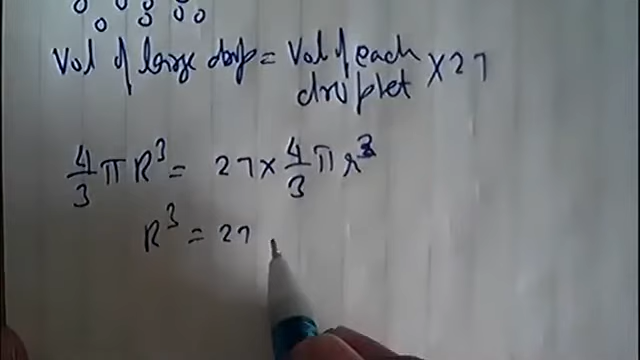 Vol of large drop = Vol of each droplet × 27
4/3 π R³ = 27 × 4/3 π r³
R³ = 27